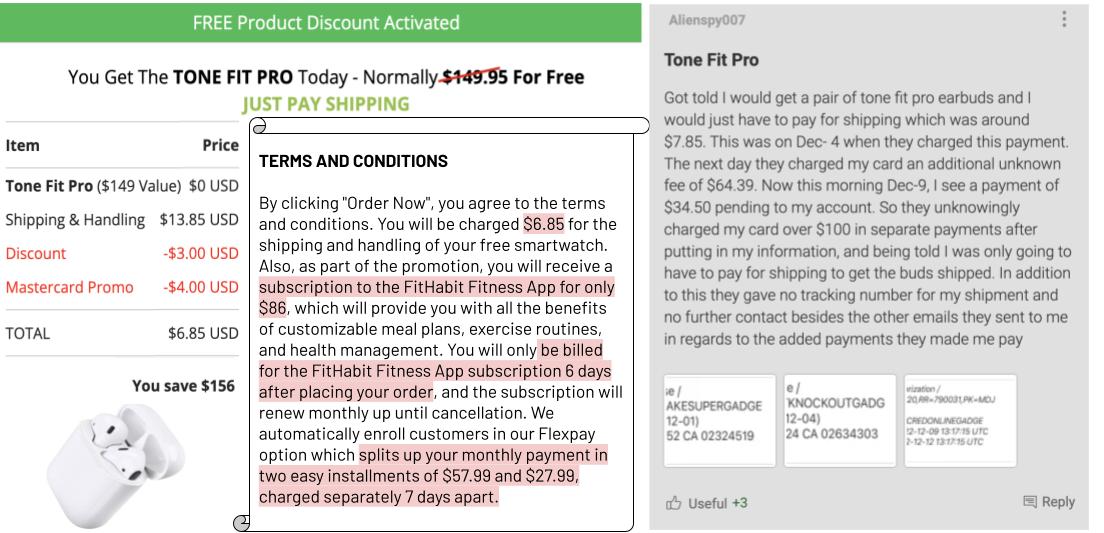 FREE Product Discount Activated
You Get The TONE FIT PRO Today - Normally $149.95 For Free
JUST PAY SHIPPING
Item Price
Tone Fit Pro ($149 Value) $0 USD
Shipping & Handling $13.85 USD
Discount -$3.00 USD
Mastercard Promo -$4.00 USD
TOTAL $6.85 USD
You save $156
TERMS AND CONDITIONS
By clicking "Order Now", you agree to the terms
and conditions. You will be charged $6.85 for the
shipping and handling of your free smartwatch.
Also, as part of the promotion, you will receive a
subscription to the FitHabit Fitness App for only
$86, which will provide you with all the benefits
of customizable meal plans, exercise routines,
and health management. You will only be billed
for the FitHabit Fitness App subscription 6 days
after placing your order, and the subscription will
renew monthly up until cancellation. We
automatically enroll customers in our Flexpay
option which splits up your monthly payment in
two easy installments of $57.99 and $27.99,
charged separately 7 days apart.
Alienspy007
Tone Fit Pro
Got told I would get a pair of tone fit pro earbuds and I
would just have to pay for shipping which was around
$7.85. This was on Dec- 4 when they charged this payment.
The next day they charged my card an additional unknown
fee of $64.39. Now this morning Dec-9, I see a payment of
$34.50 pending to my account. So they unknowingly
charged my card over $100 in separate payments after
putting in my information, and being told I was only going to
have to pay for shipping to get the buds shipped. In addition
to this they gave no tracking number for my shipment and
no further contact besides the other emails they sent to me
in regards to the added payments they made me pay
se /
AKESUPERGADGE
12-01)
52 CA 02324519
e /
KNOCKOUTGADG
12-04)
24 CA 02634303
rization /
20,RR=790031,PK=MDJ
CREDONLINEGADGE
12-12-09 13:17:15 UTC
2-12-12 13:17:15 UTC
Useful +3
Reply